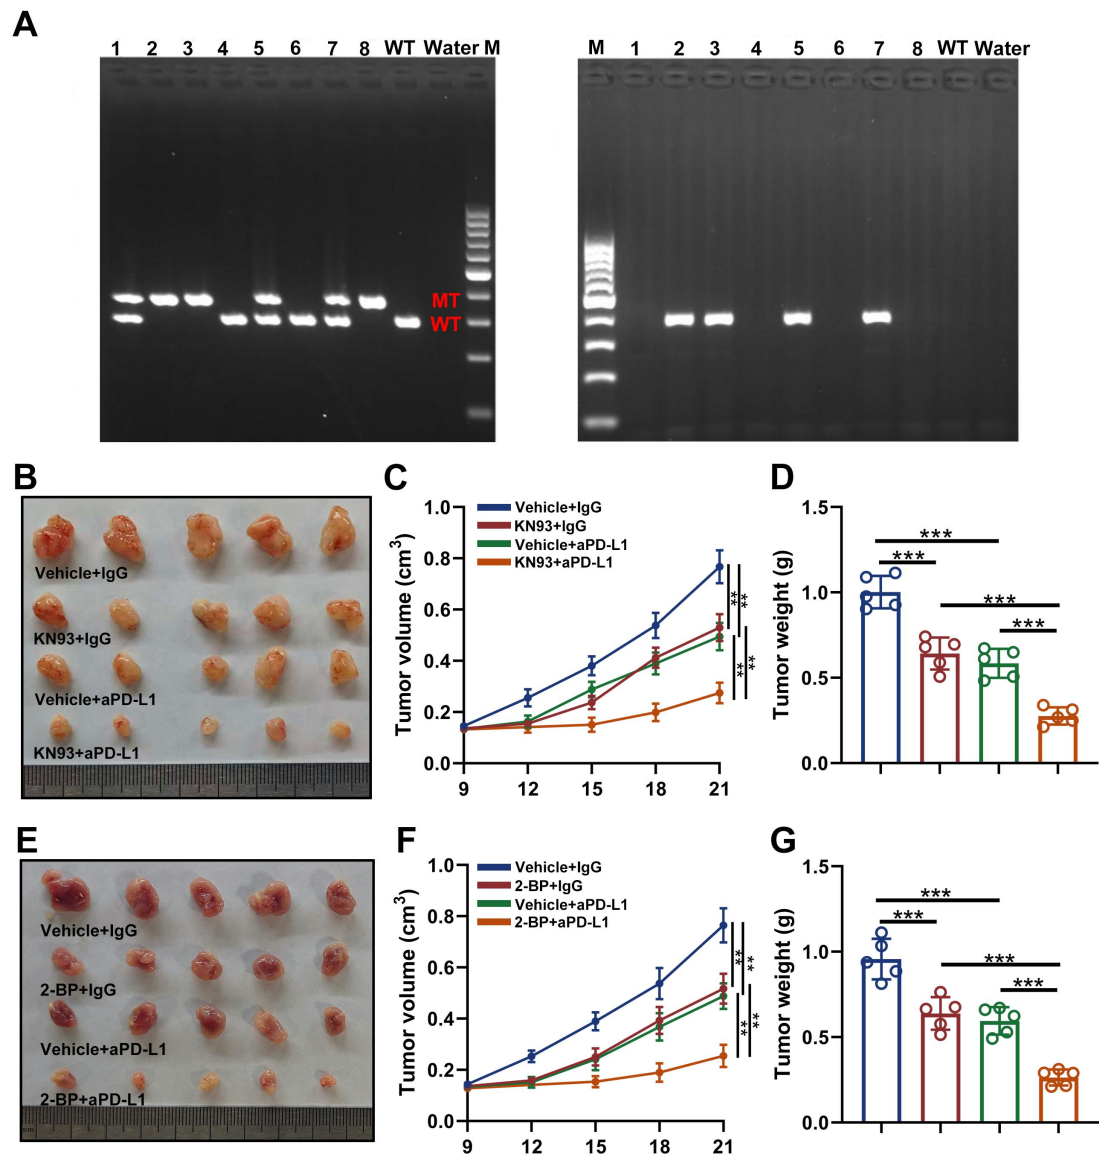 A
1 2 3 4 5 6 7 8 WT Water M
MT
WT
M 1 2 3 4 5 6 7 8 WT Water
B
Vehicle+IgG
KN93+IgG
Vehicle+aPD-L1
KN93+aPD-L1
C
Tumor volume (cm³)
1.0
0.8
0.6
0.4
0.2
0.0
9 12 15 18 21
Vehicle+IgG
KN93+IgG
Vehicle+aPD-L1
KN93+aPD-L1
** **
** **
D
Tumor weight (g)
1.5
1.0
0.5
0.0
***
***
***
***
E
Vehicle+IgG
2-BP+IgG
Vehicle+aPD-L1
2-BP+aPD-L1
F
Tumor volume (cm³)
1.0
0.8
0.6
0.4
0.2
0.0
9 12 15 18 21
Vehicle+IgG
2-BP+IgG
Vehicle+aPD-L1
2-BP+aPD-L1
** **
** **
G
Tumor weight (g)
1.5
1.0
0.5
0.0
***
***
***
***